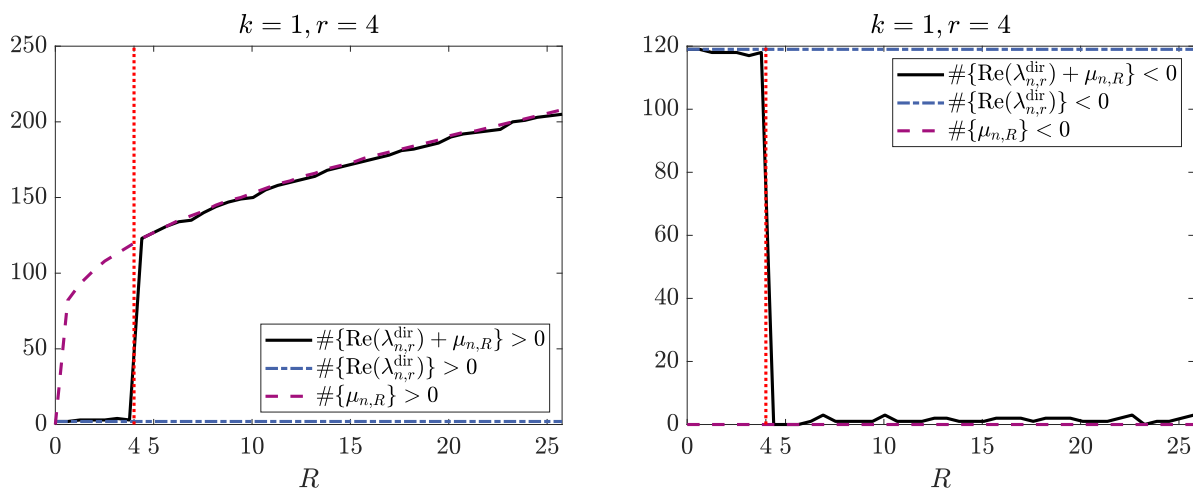 k = 1, r = 4
250
200
150
100
50
0
0 4 5 10 15 20 25
R
#{Re(λ^dir_{n,r}) + μ_{n,R}} > 0
#{Re(λ^dir_{n,r})} > 0
#{μ_{n,R}} > 0
k = 1, r = 4
120
100
80
60
40
20
0
0 4 5 10 15 20 25
R
#{Re(λ^dir_{n,r}) + μ_{n,R}} < 0
#{Re(λ^dir_{n,r})} < 0
#{μ_{n,R}} < 0